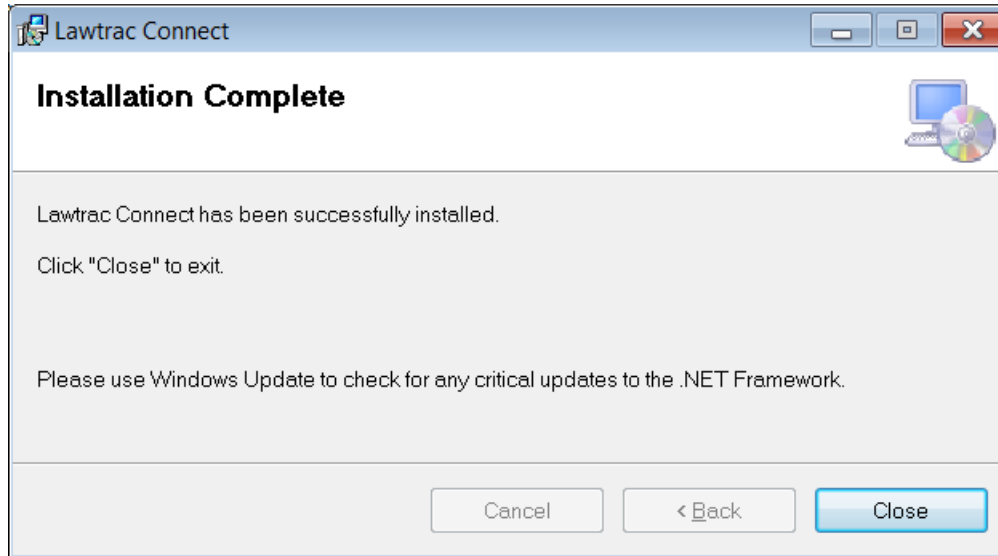 Lawtrac Connect
Installation Complete
Lawtrac Connect has been successfully installed.
Click "Close" to exit.
Please use Windows Update to check for any critical updates to the .NET Framework.
Cancel
< Back
Close